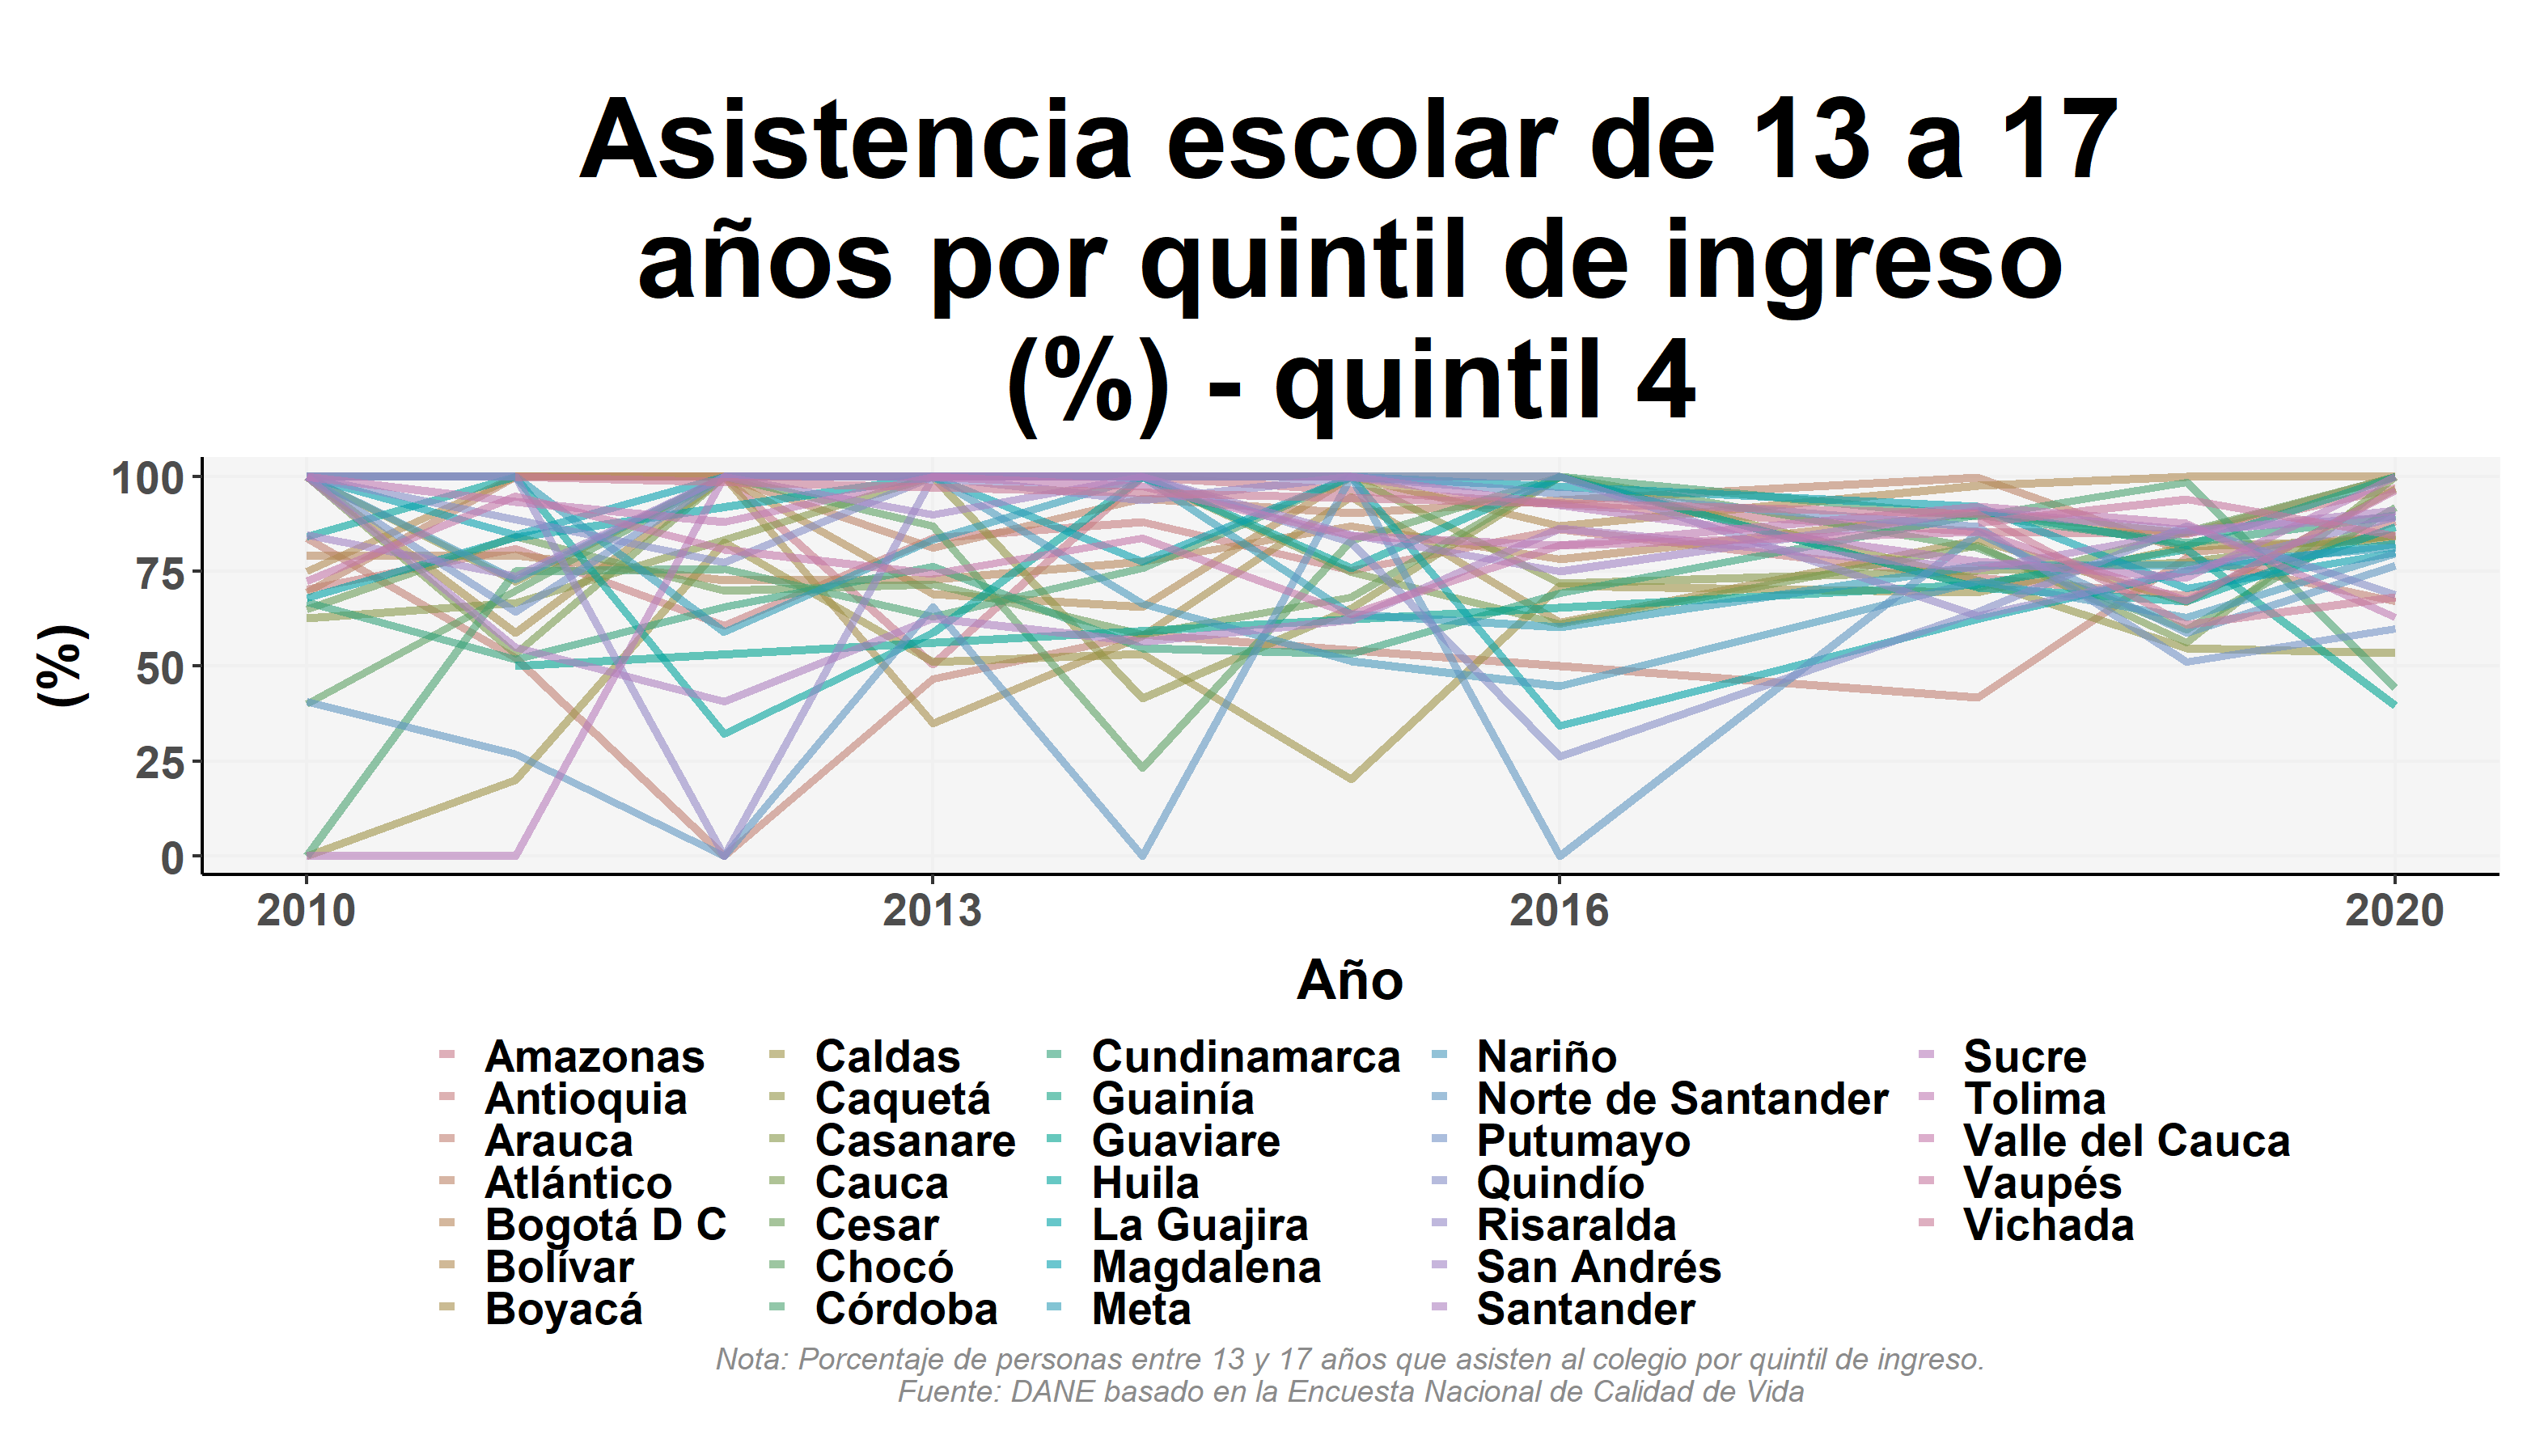 Asistencia escolar de 13 a 17
años por quintil de ingreso
(%) - quintil 4
(%)
100
75
50
25
0
2010 2013 2016 2020
Año
Amazonas Caldas Cundinamarca Nariño Sucre
Antioquia Caquetá Guainía Norte de Santander Tolima
Arauca Casanare Guaviare Putumayo Valle del Cauca
Atlántico Cauca Huila Quindío Vaupés
Bogotá D C Cesar La Guajira Risaralda Vichada
Bolívar Chocó Magdalena San Andrés
Boyacá Córdoba Meta Santander
Nota: Porcentaje de personas entre 13 y 17 años que asisten al colegio por quintil de ingreso.
Fuente: DANE basado en la Encuesta Nacional de Calidad de Vida